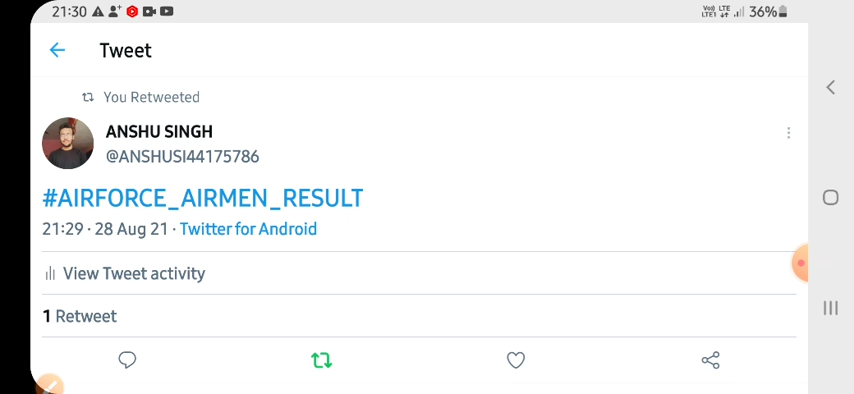 21:30 36%
Tweet
You Retweeted
ANSHU SINGH
@ANSHUSI44175786
#AIRFORCE_AIRMEN_RESULT
21:29 · 28 Aug 21 · Twitter for Android
View Tweet activity
1 Retweet